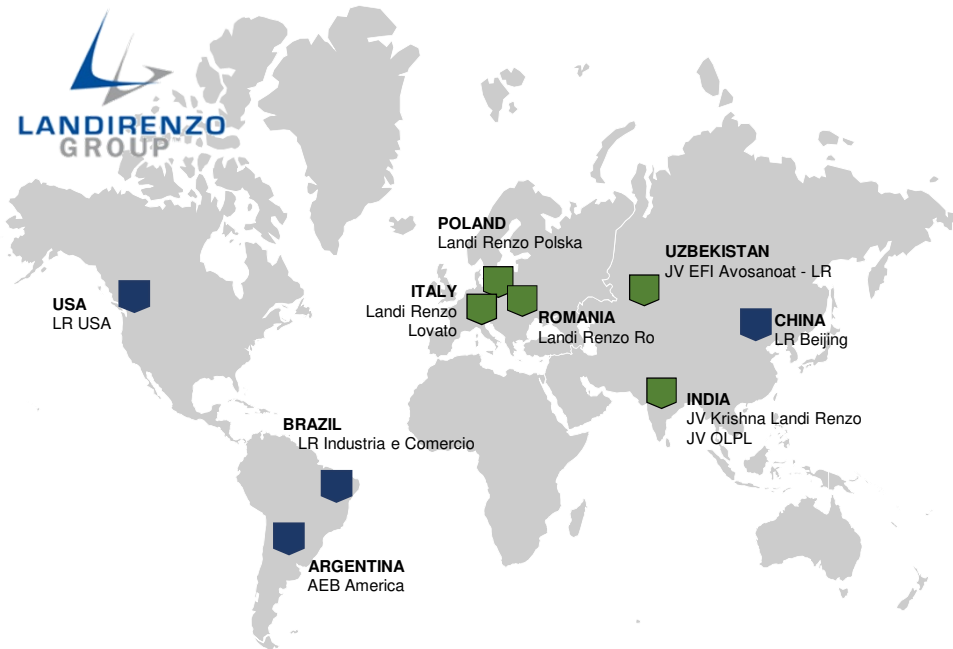 LANDIRENZO
GROUP
POLAND
Landi Renzo Polska
UZBEKISTAN
JV EFI Avosanoat - LR
ITALY
Landi Renzo
Lovato
USA
LR USA
ROMANIA
Landi Renzo Ro
CHINA
LR Beijing
INDIA
JV Krishna Landi Renzo
JV OLPL
BRAZIL
LR Industria e Comercio
ARGENTINA
AEB America